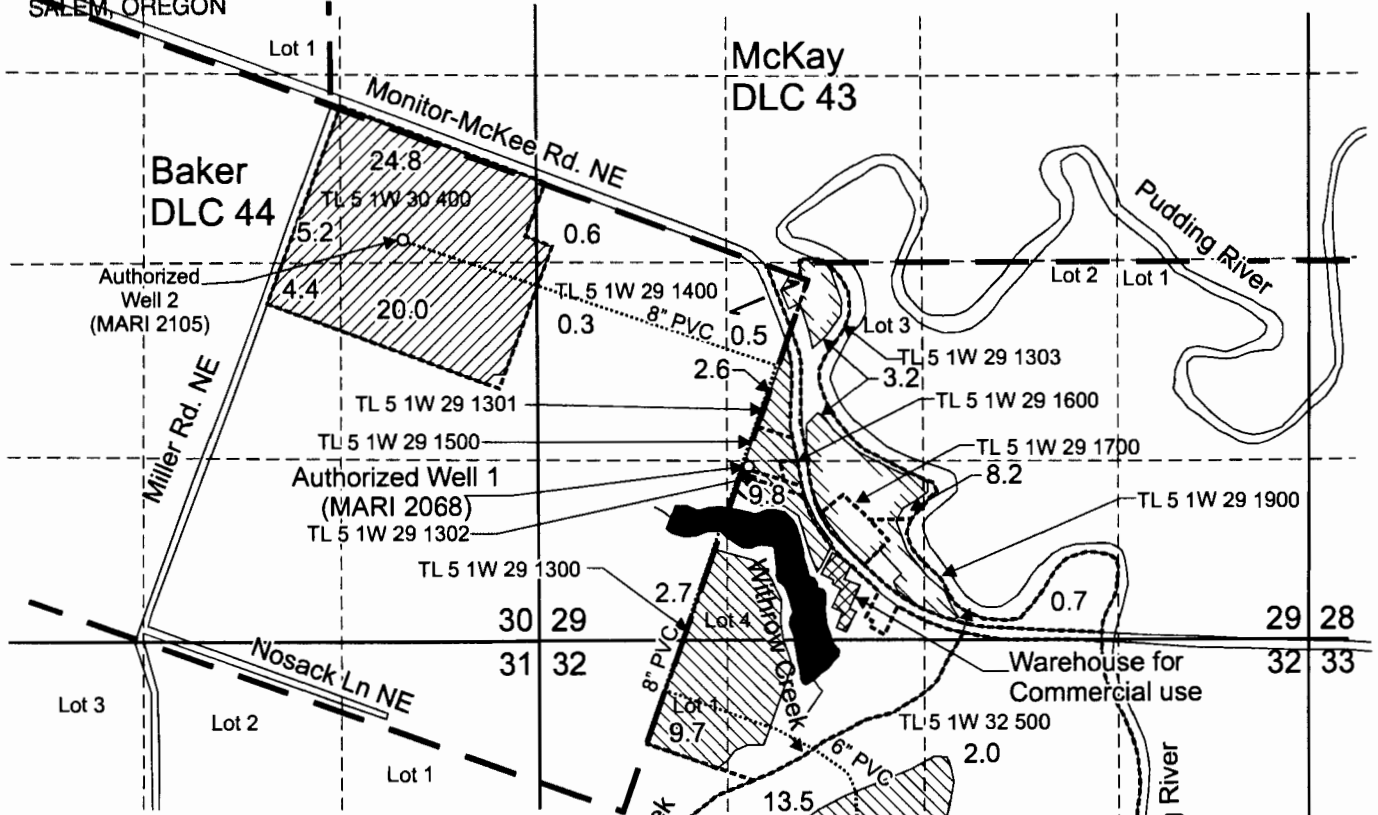 SALEM, OREGON
Lot 1
McKay
DLC 43
Monitor-McKee Rd. NE
Baker
DLC 44
24.8
TL 5 1W 30 400
5.2
0.6
Pudding River
Authorized
Well 2
(MARI 2105)
4.4
20.0
TL 5 1W 29 1400
0.3
8" PVC
0.5
Lot 2
Lot 1
Lot 3
TL 5 1W 29 1303
2.6
3.2
Miller Rd. NE
TL 5 1W 29 1301
TL 5 1W 29 1600
TL 5 1W 29 1500
TL 5 1W 29 1700
Authorized Well 1
(MARI 2068)
8.2
9.8
TL 5 1W 29 1900
TL 5 1W 29 1302
TL 5 1W 29 1300
Withrow Creek
2.7
Lot 4
0.7
30 29
31 32
29 28
32 33
8" PVC
Nosack Ln NE
Warehouse for
Commercial use
Lot 3
Lot 2
Lot 1
Lot 1
9.7
TL 5 1W 32 500
2.0
6" PVC
13.5
ek
g River